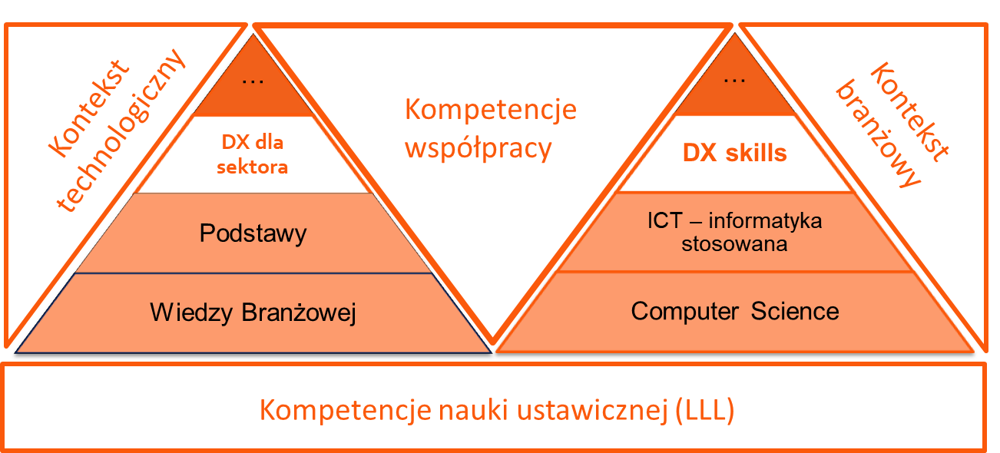 Kontekst
technologiczny
…
DX dla
sektora
Podstawy
Wiedzy Branżowej
Kompetencje
współpracy
…
DX skills
ICT – informatyka
stosowana
Computer Science
Kontekst
branżowy
Kompetencje nauki ustawicznej (LLL)